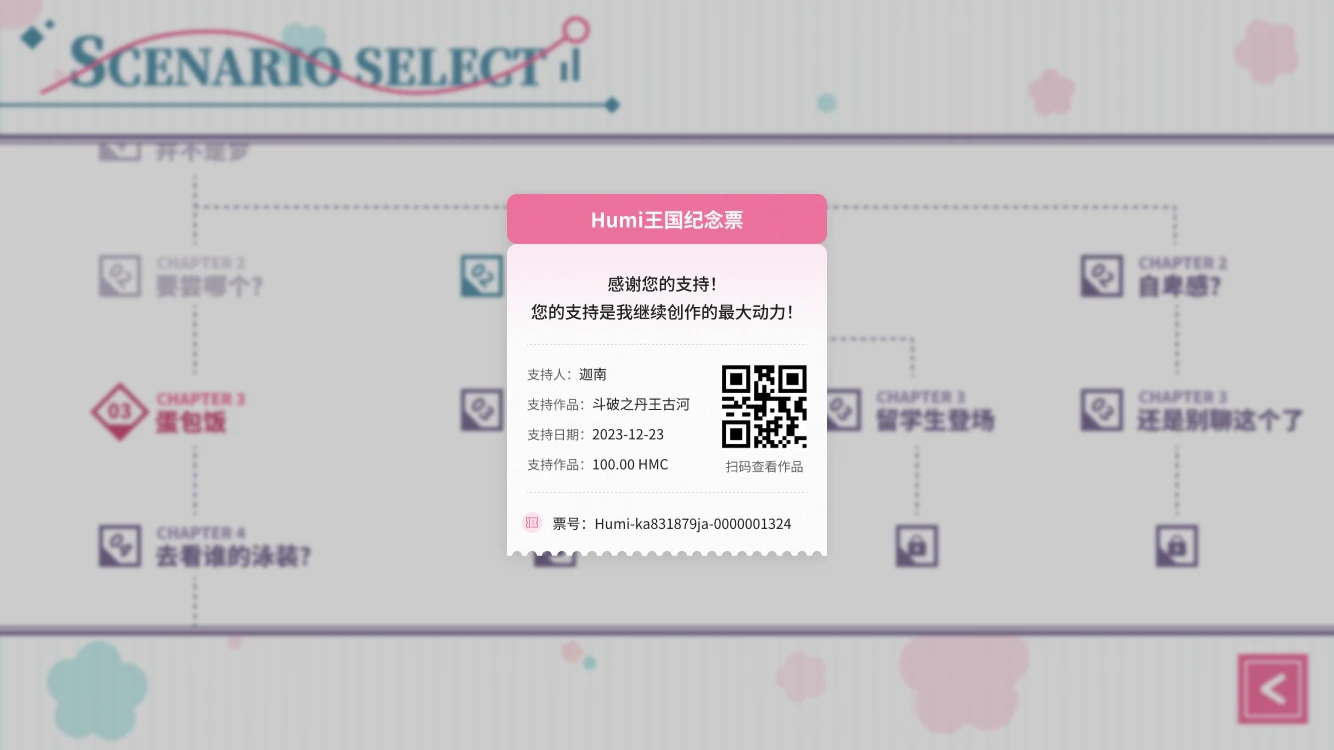 SCENARIO SELECT
并不是梦
CHAPTER 2
要尝哪个?
02
02
CHAPTER 2
自卑感?
03
CHAPTER 3
蛋包饭
03
03
CHAPTER 3
留学生登场
03
CHAPTER 3
还是别聊这个了
04
CHAPTER 4
去看谁的泳装?
Humi王国纪念票
感谢您的支持!
您的支持是我继续创作的最大动力!
支持人: 迦南
支持作品: 斗破之丹王古河
支持日期: 2023-12-23
支持作品: 100.00 HMC
扫码查看作品
票号: Humi-ka831879ja-0000001324